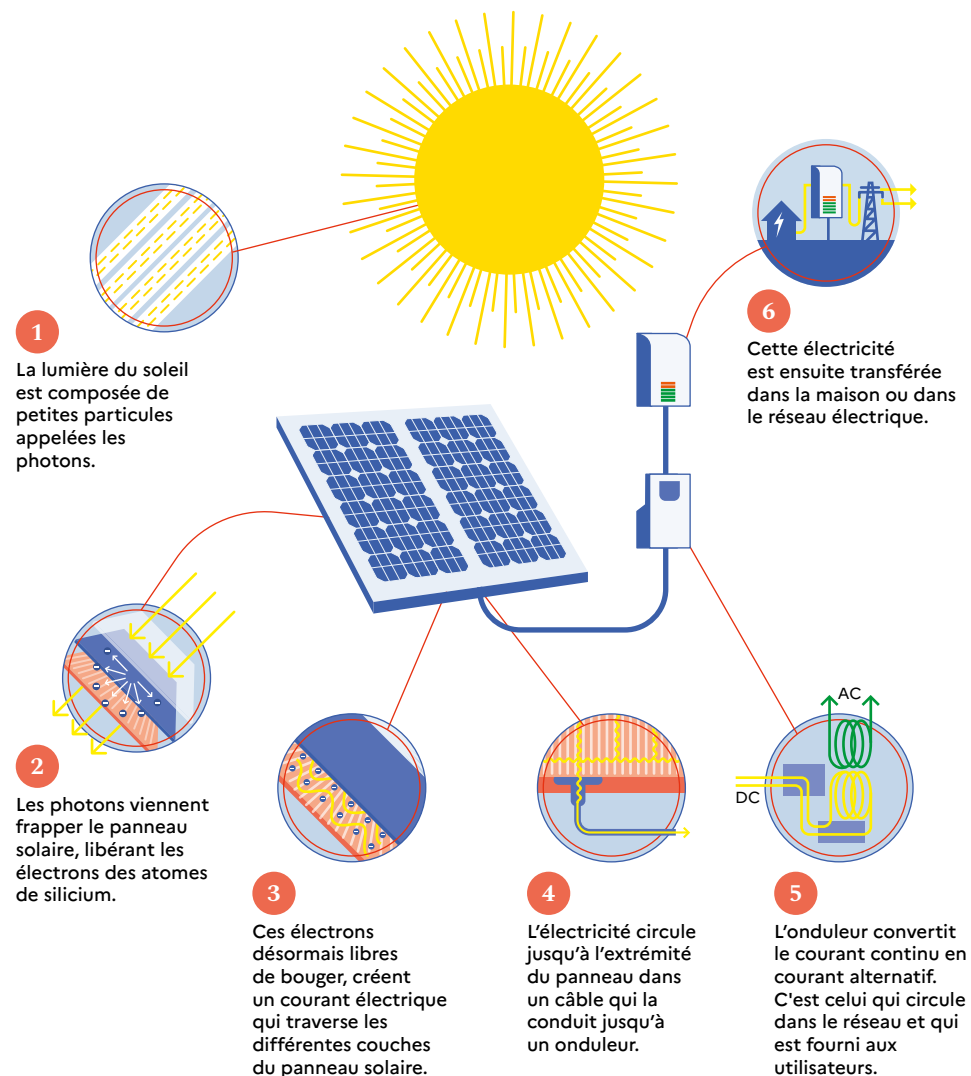 1
La lumière du soleil
est composée de
petites particules
appelées les
photons.
2
Les photons viennent
frapper le panneau
solaire, libérant les
électrons des atomes
de silicium.
3
Ces électrons
désormais libres
de bouger, créent
un courant électrique
qui traverse les
différentes couches
du panneau solaire.
4
L’électricité circule
jusqu’à l’extrémité
du panneau dans
un câble qui la
conduit jusqu’à
un onduleur.
AC
DC
5
L’onduleur convertit
le courant continu en
courant alternatif.
C'est celui qui circule
dans le réseau et qui
est fourni aux
utilisateurs.
6
Cette électricité
est ensuite transférée
dans la maison ou dans
le réseau électrique.